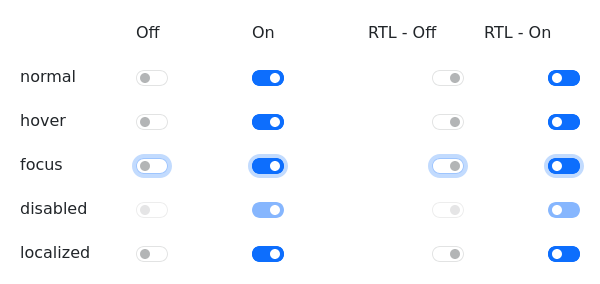 Off On RTL - Off RTL - On
normal
hover
focus
disabled
localized